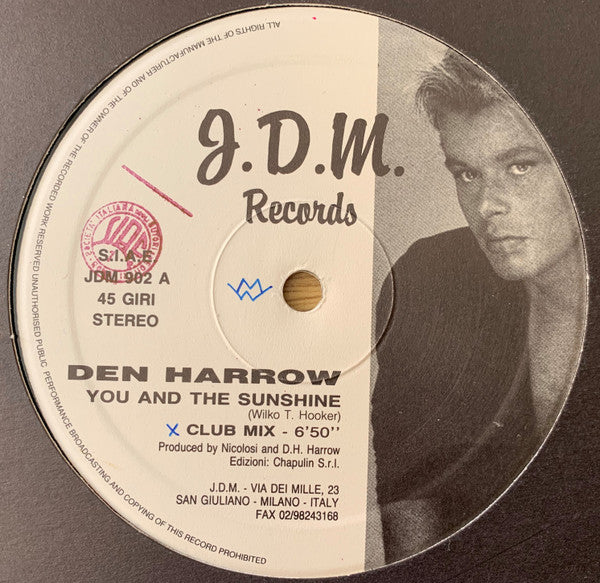 J.D.M.
Records
S.I.A.E
JDM 902 A
45 GIRI
STEREO
DEN HARROW
YOU AND THE SUNSHINE
(Wilko T. Hooker)
X CLUB MIX - 6'50''
Produced by Nicolosi and D.H. Harrow
Edizioni: Chapulin S.r.l.
J.D.M. - VIA DEI MILLE, 23
SAN GIULIANO - MILANO - ITALY
FAX 02/98243168
ALL RIGHTS OF THE MANUFACTURER AND OF THE OWNER OF THE RECORDED WORK RESERVED UNAUTHORISED PUBLIC PERFORMANCE BROADCASTING AND COPYING OF THIS RECORD PROHIBITED